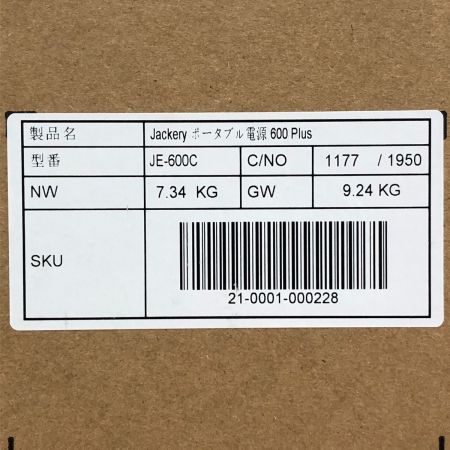 製品名 Jackery ポータブル電源 600 Plus
型番 JE-600C C/NO 1177 / 1950
NW 7.34 KG GW 9.24 KG
SKU
21-0001-000228